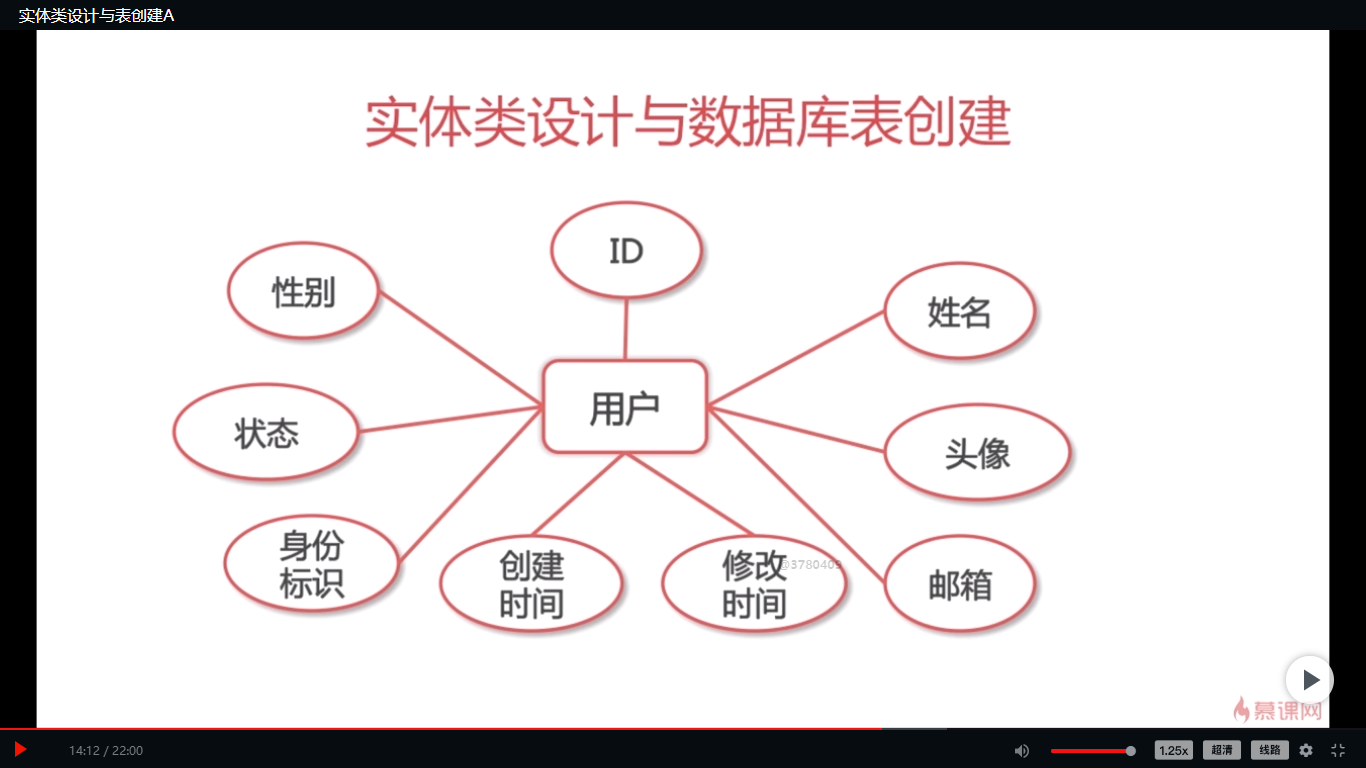 实体类设计与表创建A
实体类设计与数据库表创建
ID
性别
姓名
用户
状态
头像
身份
标识
创建
时间
修改
时间
@3780409
邮箱
慕课网
14:12 / 22:00
1.25x
超清
线路